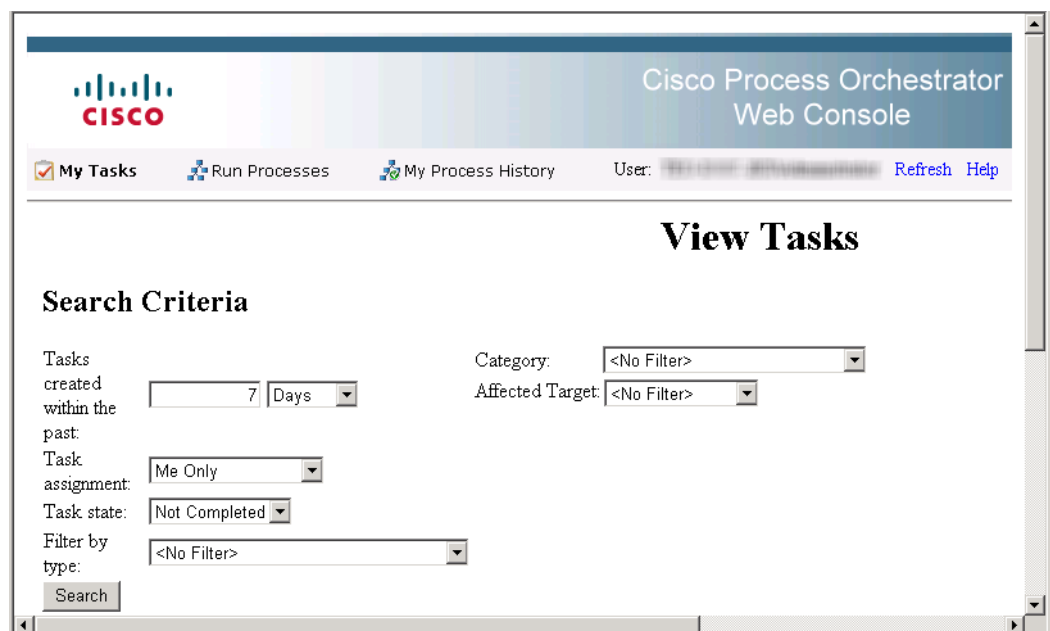 CISCO
Cisco Process Orchestrator
Web Console
My Tasks Run Processes My Process History User: Refresh Help
View Tasks
Search Criteria
Tasks
created
within the
past:
7 Days
Category: <No Filter>
Affected Target: <No Filter>
Task
assignment:
Me Only
Task state: Not Completed
Filter by
type:
<No Filter>
Search